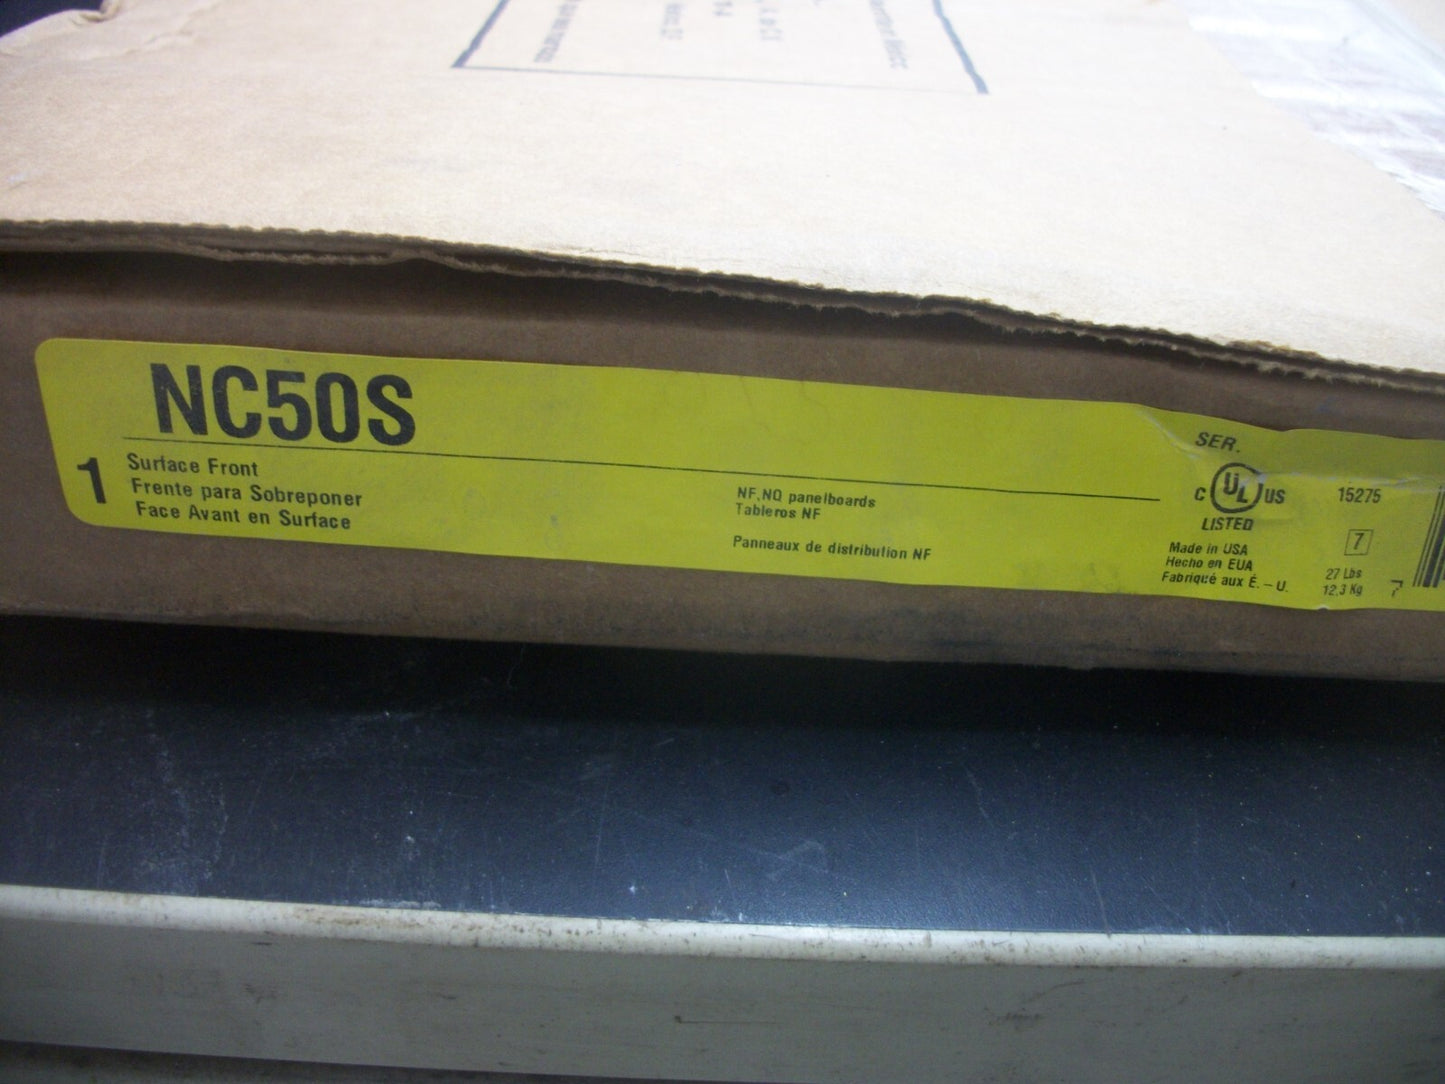 NC50S
1
Surface Front
Frente para Sobreponer
Face Avant en Surface
NF,NQ panelboards
Tableros NF
Panneaux de distribution NF
SER.
C UL US
LISTED
Made in USA
Hecho en EUA
Fabriqué aux É.-U.
15275
7
27 Lbs
12.3 Kg
7